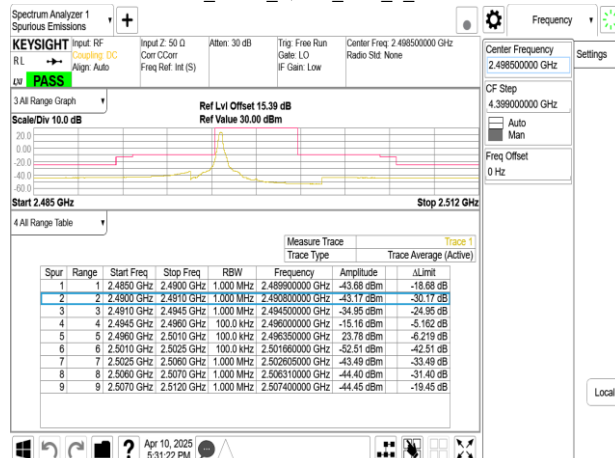 Spectrum Analyzer 1
Spurious Emissions
Frequency
KEYSIGHT Input: RF Input Z: 50 Ω Atten: 30 dB Trig: Free Run Center Freq: 2.498500000 GHz
RL Coupling: DC Corr CCorr Gate: LO Radio Std: None
Align: Auto Freq Ref: Int (S) IF Gain: Low
LXI PASS
Center Frequency
2.498500000 GHz
Settings
CF Step
4.399000000 GHz
Auto
Man
Freq Offset
0 Hz
3 All Range Graph
Ref Lvl Offset 15.39 dB
Scale/Div 10.0 dB Ref Value 30.00 dBm
20.0
0.00
-20.0
-40.0
-60.0
Start 2.485 GHz Stop 2.512 GHz
4 All Range Table
Measure Trace Trace 1
Trace Type Trace Average (Active)
Spur Range Start Freq Stop Freq RBW Frequency Amplitude ΔLimit
1 1 2.4850 GHz 2.4900 GHz 1.000 MHz 2.489900000 GHz -43.68 dBm -18.68 dB
2 2 2.4900 GHz 2.4910 GHz 1.000 MHz 2.490800000 GHz -43.17 dBm -30.17 dB
3 3 2.4910 GHz 2.4945 GHz 1.000 MHz 2.494500000 GHz -34.95 dBm -24.95 dB
4 4 2.4945 GHz 2.4960 GHz 100.0 kHz 2.496000000 GHz -15.16 dBm -5.162 dB
5 5 2.4960 GHz 2.5010 GHz 100.0 kHz 2.496350000 GHz 23.78 dBm -6.219 dB
6 6 2.5010 GHz 2.5025 GHz 100.0 kHz 2.501660000 GHz -52.51 dBm -42.51 dB
7 7 2.5025 GHz 2.5060 GHz 1.000 MHz 2.502605000 GHz -43.49 dBm -33.49 dB
8 8 2.5060 GHz 2.5070 GHz 1.000 MHz 2.506310000 GHz -44.40 dBm -31.40 dB
9 9 2.5070 GHz 2.5120 GHz 1.000 MHz 2.507400000 GHz -44.45 dBm -19.45 dB
Local
Apr 10, 2025
5:31:22 PM